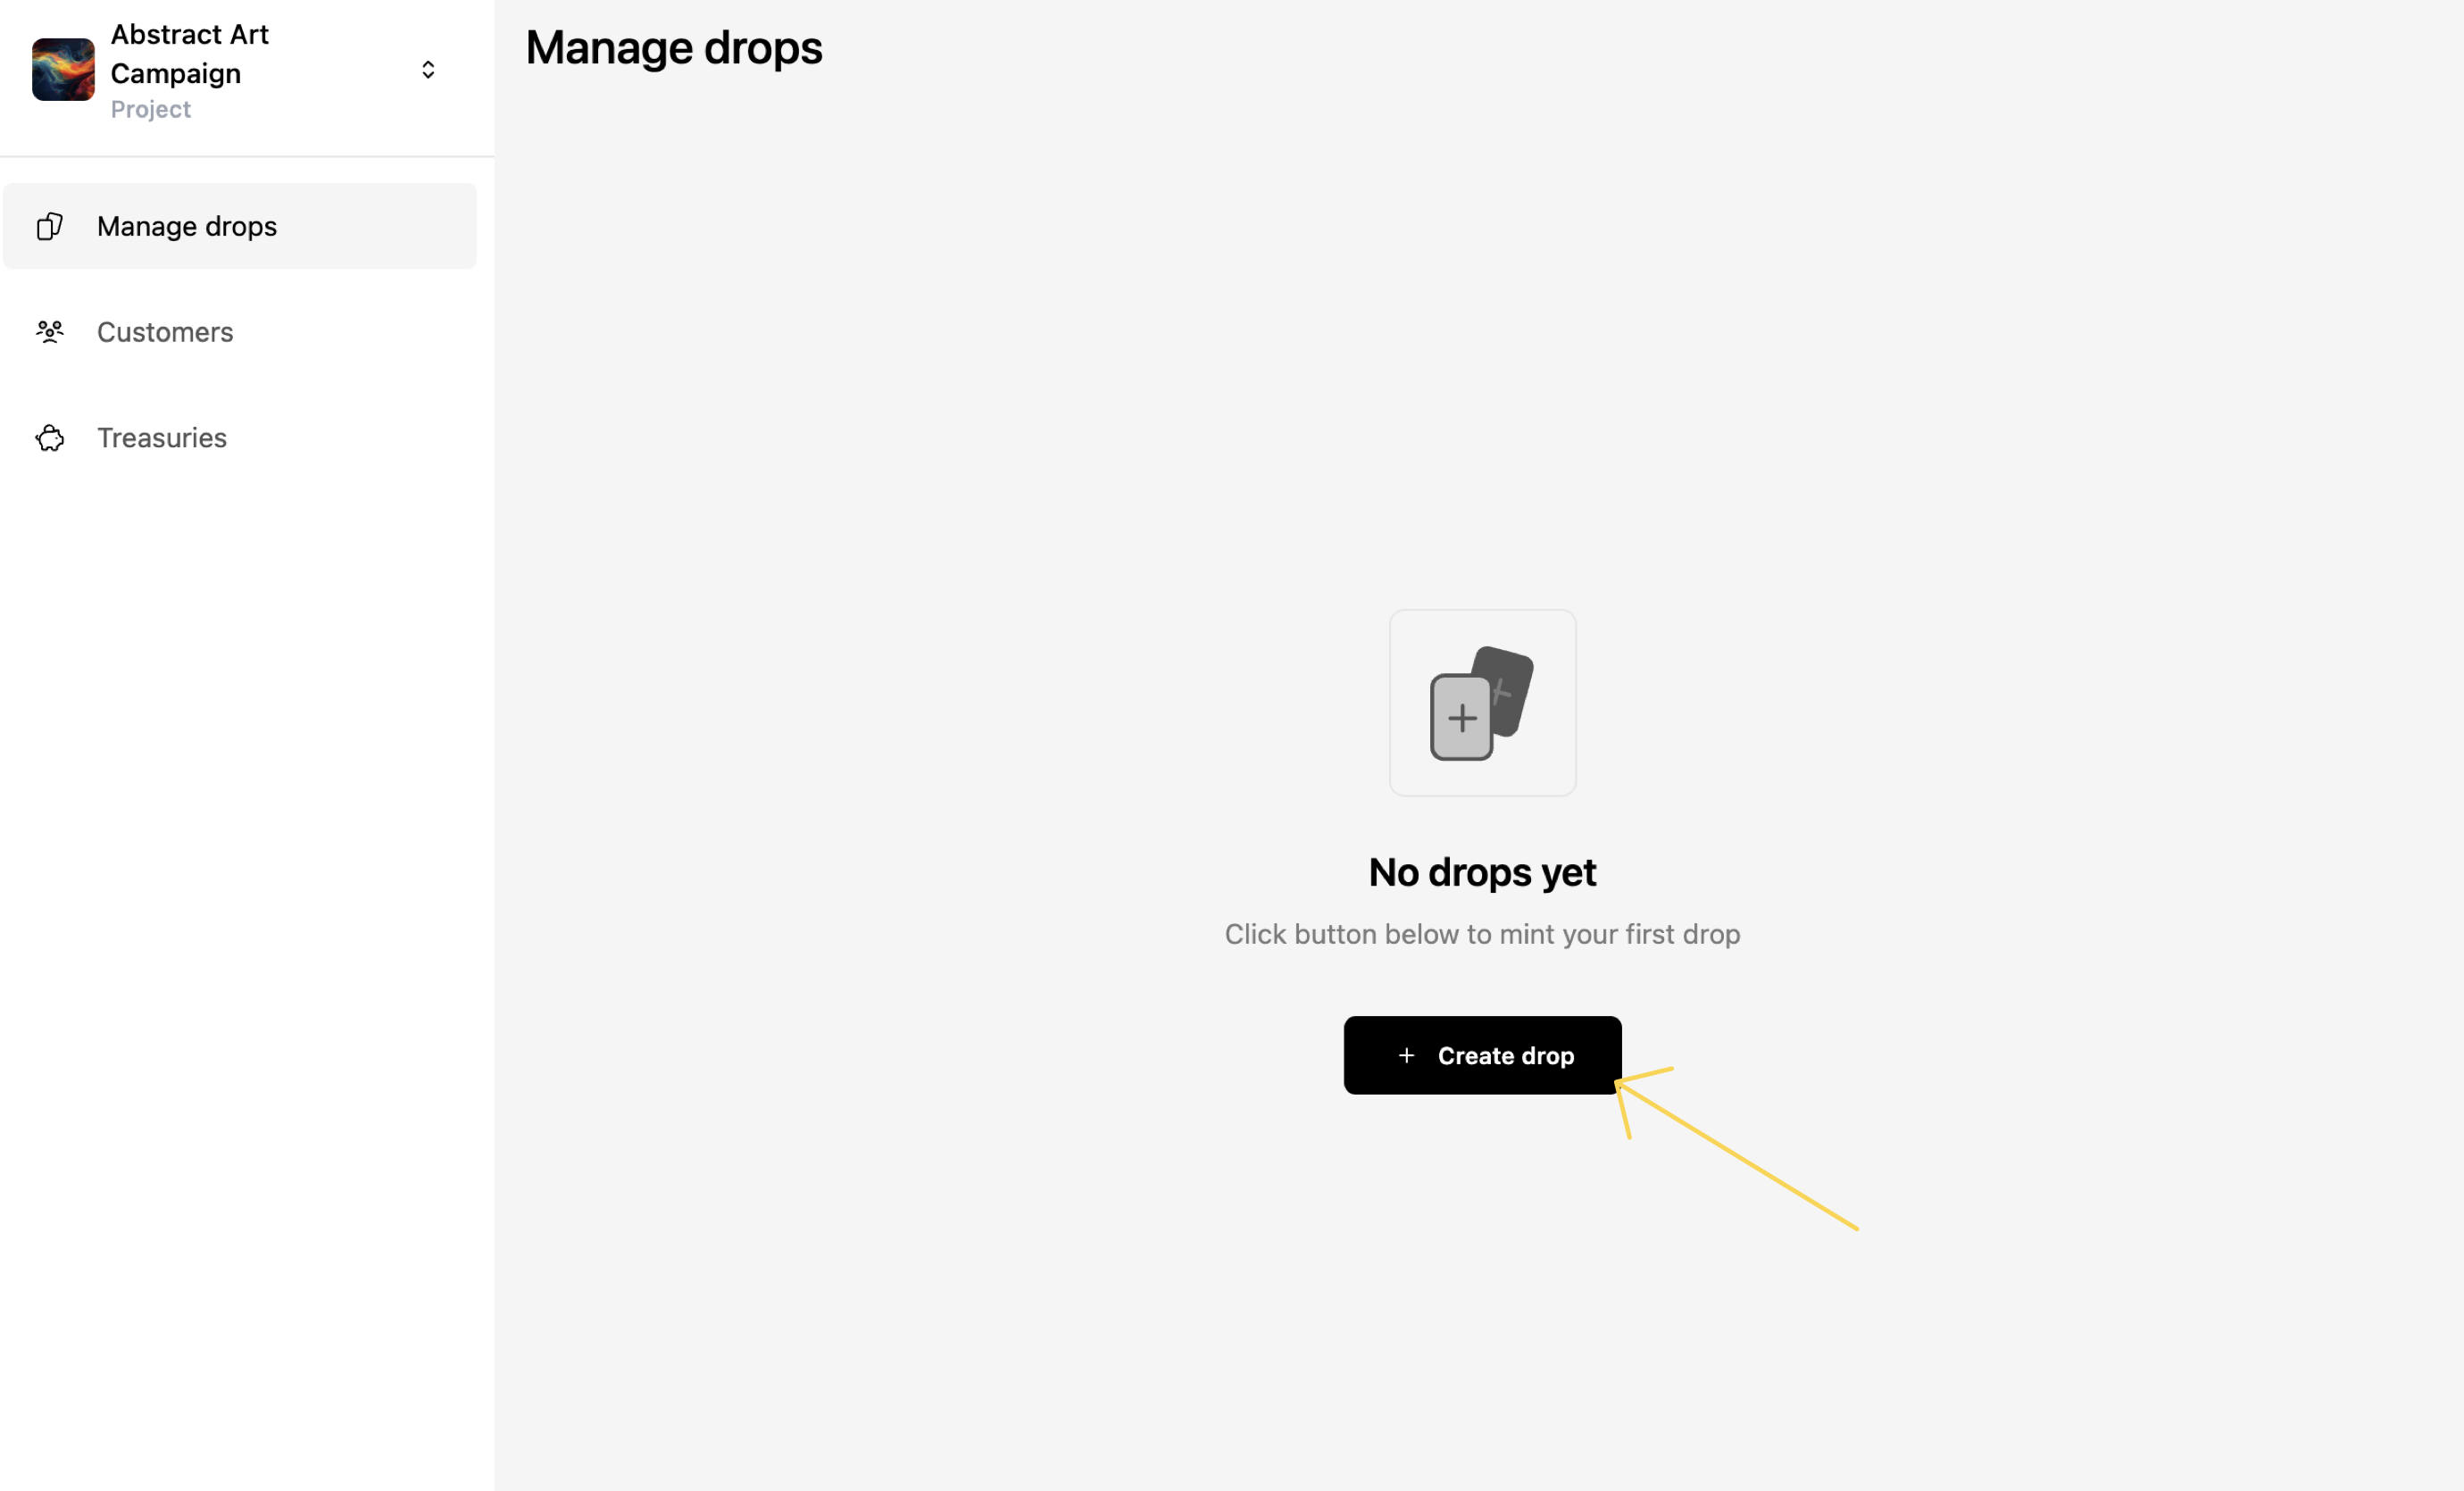 Abstract Art
Campaign
Project
Manage drops
Customers
Treasuries
Manage drops
No drops yet
Click button below to mint your first drop
+ Create drop